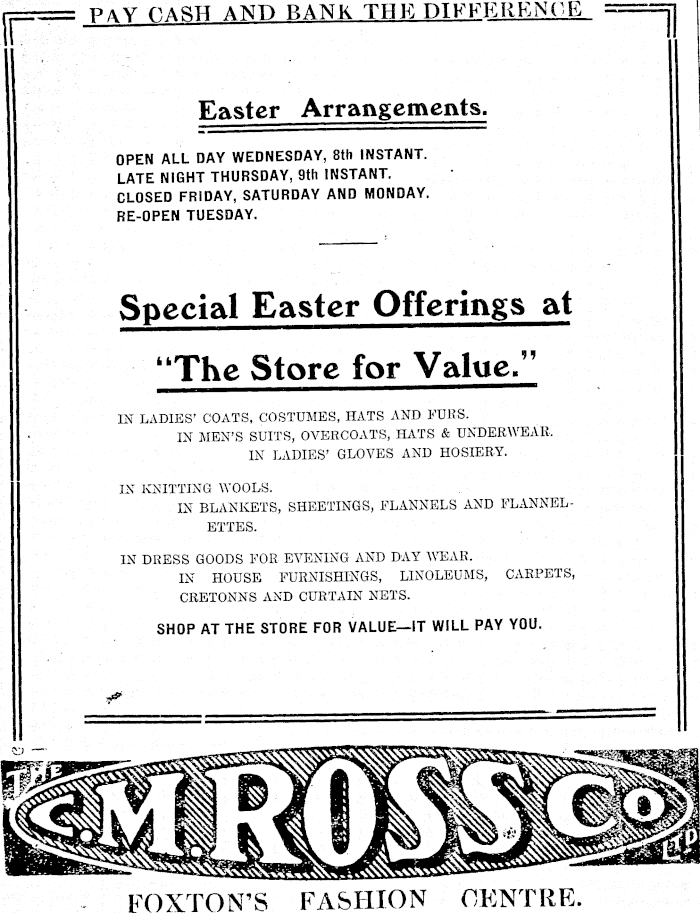 PAY CASH AND BANK THE DIFFERENCE
Easter Arrangements.
OPEN ALL DAY WEDNESDAY, 8th INSTANT.
LATE NIGHT THURSDAY, 9th INSTANT.
CLOSED FRIDAY, SATURDAY AND MONDAY.
RE-OPEN TUESDAY.
Special Easter Offerings at
"The Store for Value."
IN LADIES' COATS, COSTUMES, HATS AND FURS.
IN MEN'S SUITS, OVERCOATS, HATS & UNDERWEAR.
IN LADIES' GLOVES AND HOSIERY.
IN KNITTING WOOLS.
IN BLANKETS, SHEETINGS, FLANNELS AND FLANNEL-
ETTES.
IN DRESS GOODS FOR EVENING AND DAY WEAR.
IN HOUSE FURNISHINGS, LINOLEUMS, CARPETS,
CRETONNS AND CURTAIN NETS.
SHOP AT THE STORE FOR VALUE—IT WILL PAY YOU.
THE
C.M. ROSS CO
LTD
FOXTON'S FASHION CENTRE.